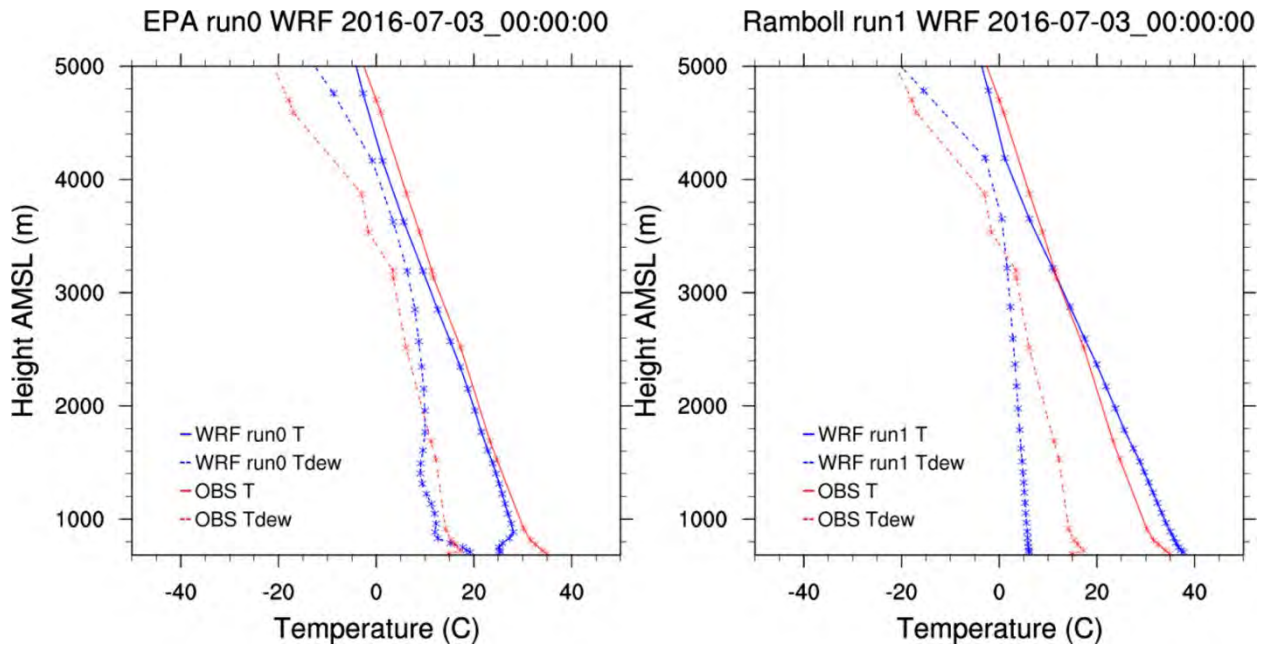 EPA run0 WRF 2016-07-03_00:00:00
5000
4000
3000
2000
1000
Height AMSL (m)
WRF run0 T
WRF run0 Tdew
OBS T
OBS Tdew
-40 -20 0 20 40
Temperature (C)
Ramboll run1 WRF 2016-07-03_00:00:00
5000
4000
3000
2000
1000
Height AMSL (m)
WRF run1 T
WRF run1 Tdew
OBS T
OBS Tdew
-40 -20 0 20 40
Temperature (C)